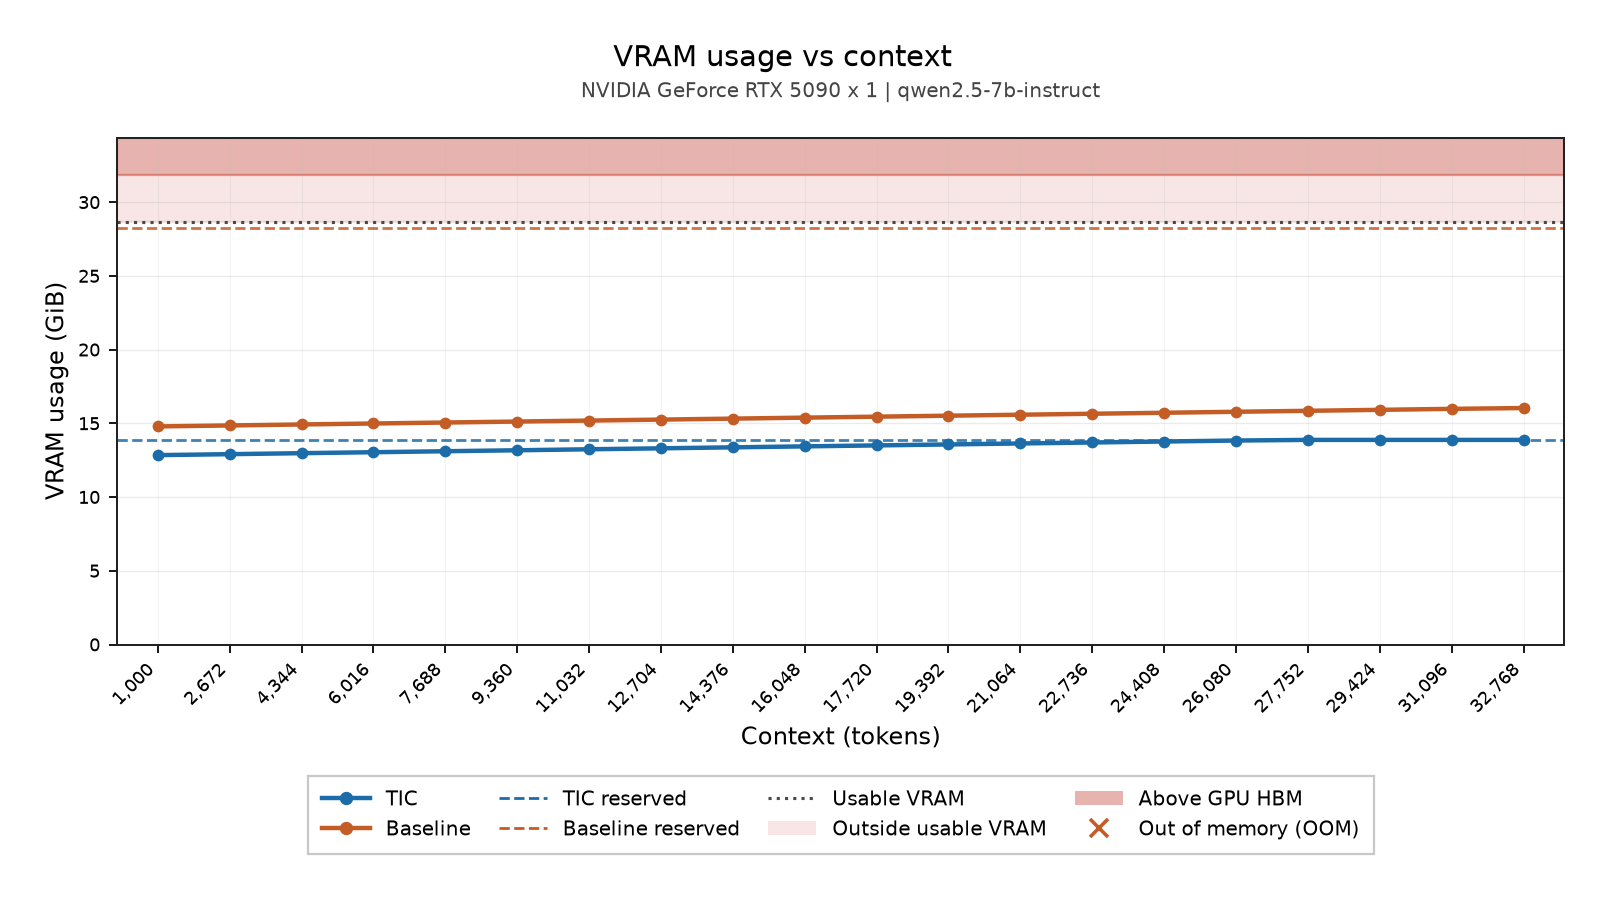 VRAM usage vs context
NVIDIA GeForce RTX 5090 x 1 | qwen2.5-7b-instruct
VRAM usage (GiB)
30
25
20
15
10
5
0
1,000
2,672
4,344
6,016
7,688
9,360
11,032
12,704
14,376
16,048
17,720
19,392
21,064
22,736
24,408
26,080
27,752
29,424
31,096
32,768
Context (tokens)
TIC
Baseline
TIC reserved
Baseline reserved
Usable VRAM
Outside usable VRAM
Above GPU HBM
Out of memory (OOM)